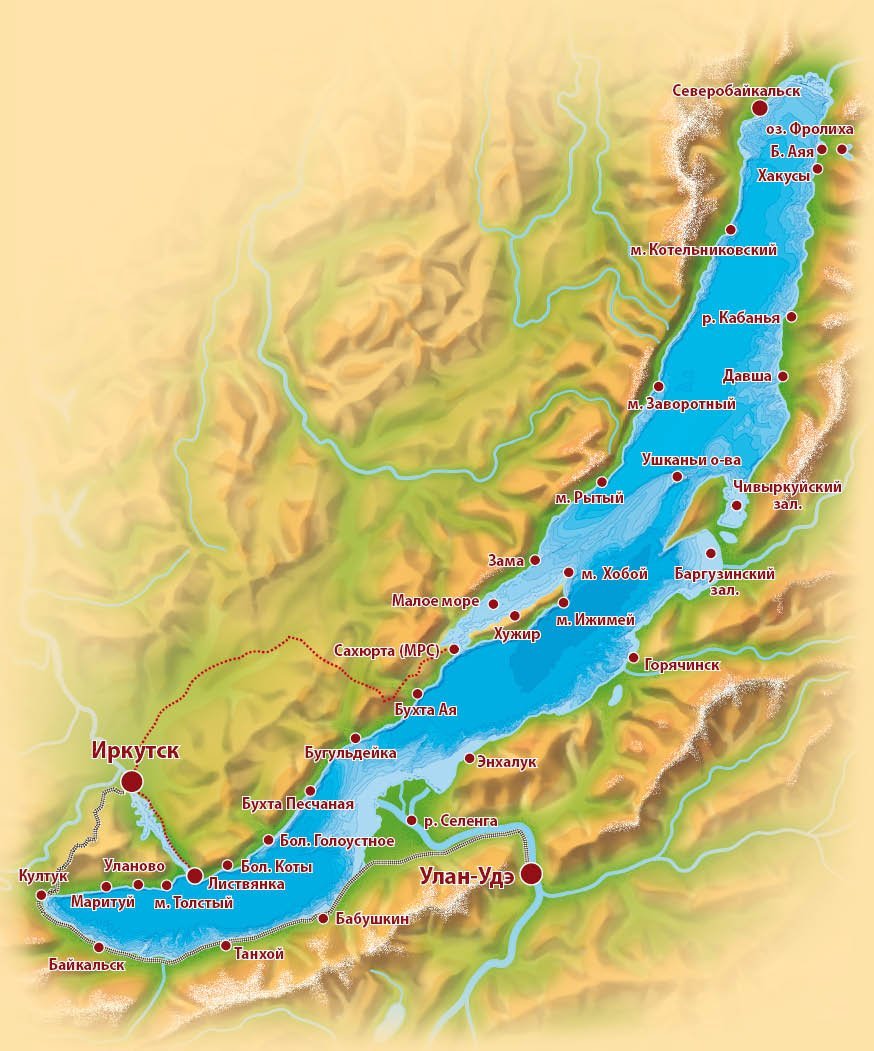 Северобайкальск
оз. Фролиха
Б. Аяя
Хакусы
м. Котельниковский
р. Кабанья
Давша
м. Заворотный
Ушканьи о-ва
Чивыркуйский
зал.
м. Рытый
Зама
м. Хобой
Баргузинский
зал.
Малое море
м. Ижимей
Хужир
Сахюрта (МРС)
Горячинск
Бухта Ая
Иркутск
Бугульдейка
Энхалук
Бухта Песчаная
р. Селенга
Бол. Голоустное
Уланово
Бол. Коты
Култук
Листвянка
Улан-Удэ
Маритуй
м. Толстый
Бабушкин
Танхой
Байкальск